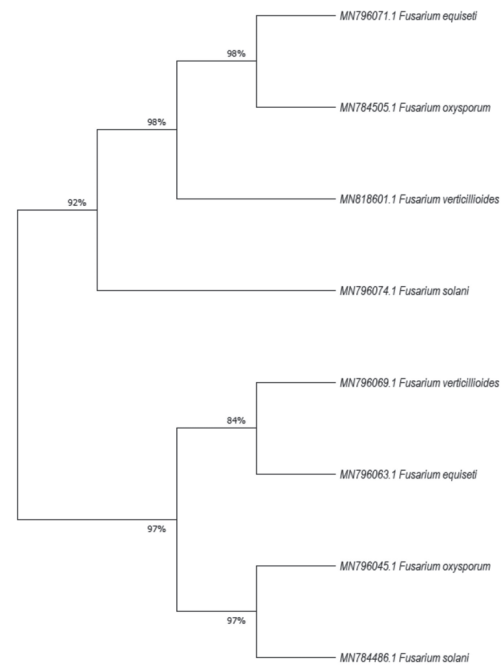 MN796071.1 Fusarium equiseti
98%
MN784505.1 Fusarium oxysporum
98%
MN818601.1 Fusarium verticillioides
92%
MN796074.1 Fusarium solani
MN796069.1 Fusarium verticillioides
84%
MN796063.1 Fusarium equiseti
97%
MN796045.1 Fusarium oxysporum
97%
MN784486.1 Fusarium solani